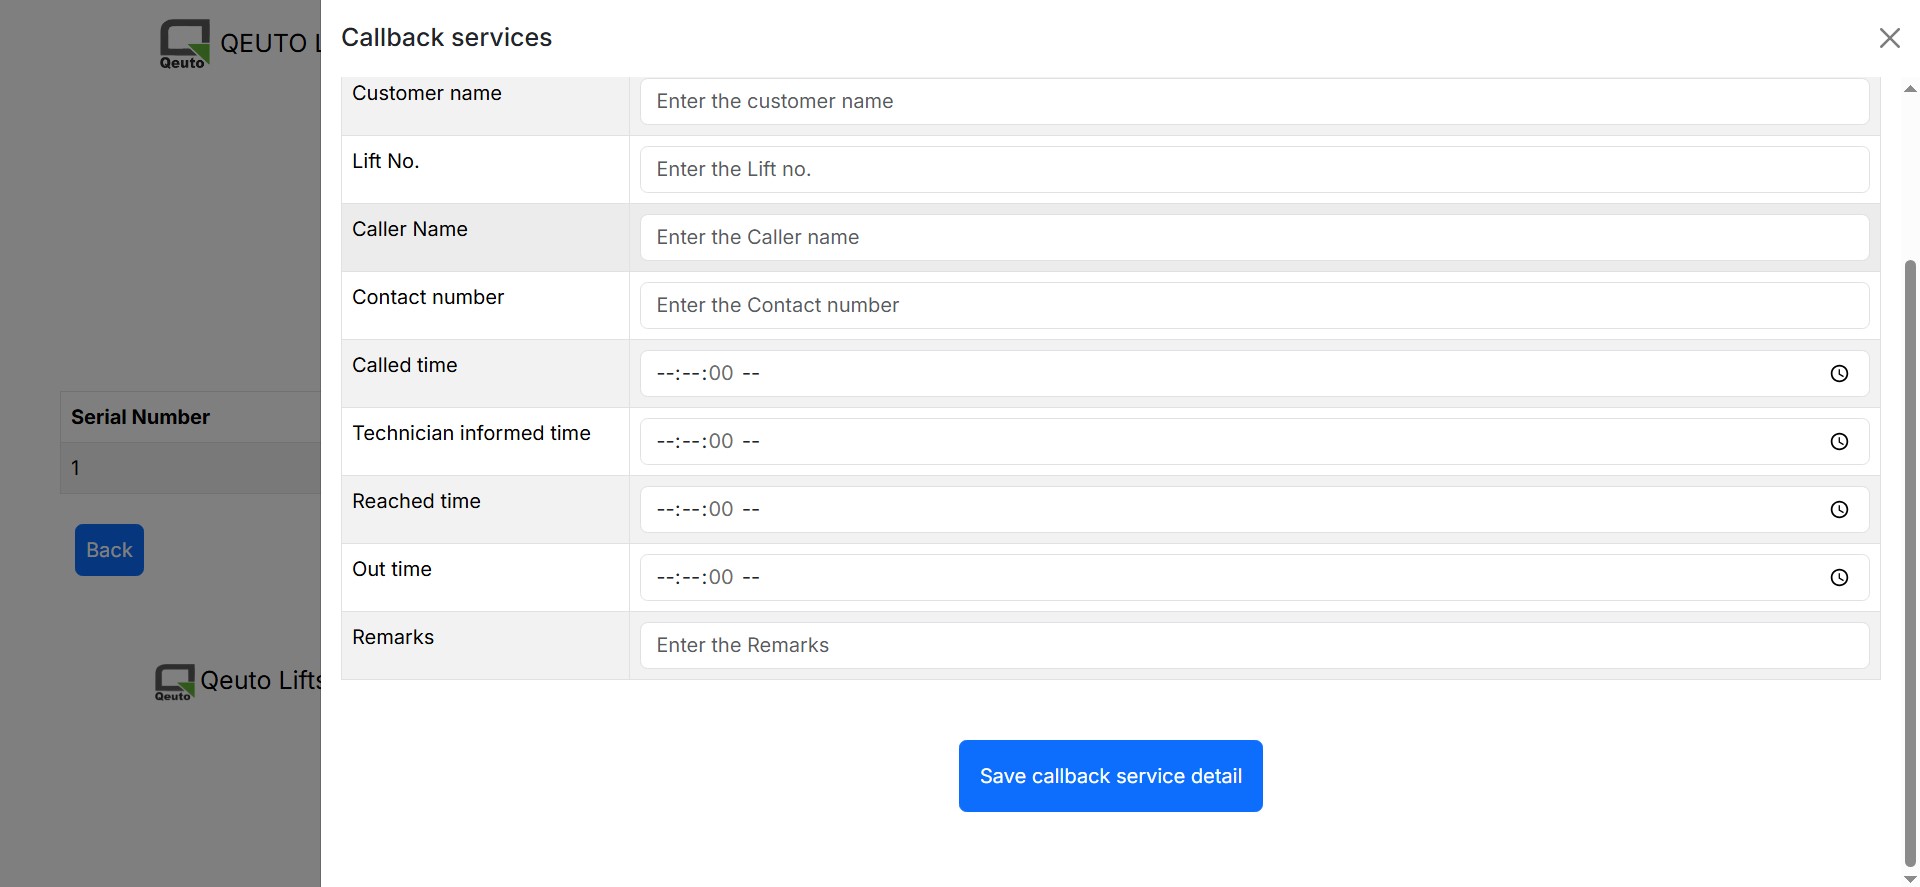 Qeuto
QEUTO L
Callback services
Customer name
Enter the customer name
Lift No.
Enter the Lift no.
Caller Name
Enter the Caller name
Contact number
Enter the Contact number
Called time
--:--:00 --
Technician informed time
--:--:00 --
Reached time
--:--:00 --
Out time
--:--:00 --
Remarks
Enter the Remarks
Save callback service detail
Serial Number
1
Back
Qeuto
Qeuto Lifts